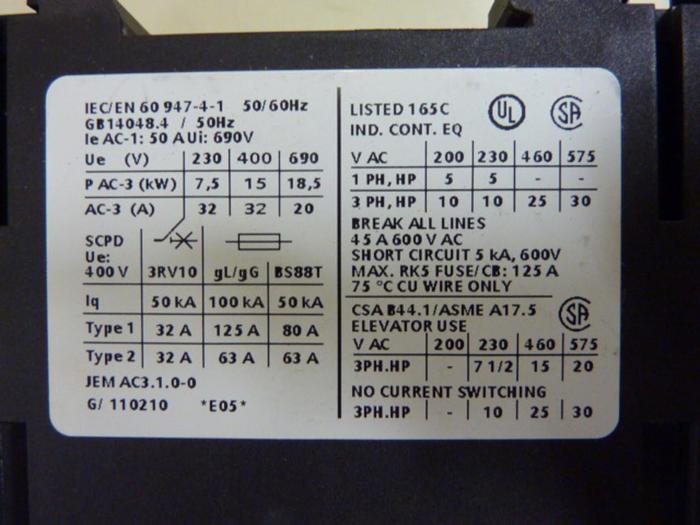 IEC/EN 60 947-4-1 50/60Hz
GB14048.4 / 50Hz
Ie AC-1: 50 A Ui: 690V
Ue (V) 230 400 690
P AC-3 (kW) 7,5 15 18,5
AC-3 (A) 32 32 20
SCPD
Ue:
400 V 3RV10 gL/gG BS88T
Iq 50 kA 100 kA 50 kA
Type 1 32 A 125 A 80 A
Type 2 32 A 63 A 63 A
JEM AC3.1.0-0
G/ 110210 *E05*
LISTED 165C UL SA
IND. CONT. EQ
V AC 200 230 460 575
1 PH, HP 5 5 - -
3 PH, HP 10 10 25 30
BREAK ALL LINES
45 A 600 V AC
SHORT CIRCUIT 5 kA, 600V
MAX. RK5 FUSE/CB: 125 A
75 °C CU WIRE ONLY
CSA B44.1/ASME A17.5 SA
ELEVATOR USE
V AC 200 230 460 575
3PH.HP - 7 1/2 15 20
NO CURRENT SWITCHING
3PH.HP - 10 25 30